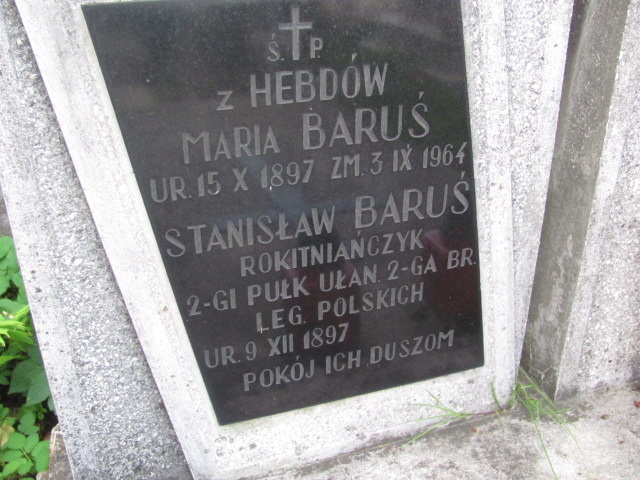 Ś. P.
z HEBDÓW
MARIA BARUŚ
UR. 15 X 1897 ZM. 3 IX 1964
STANISŁAW BARUŚ
ROKITNIAŃCZYK
2-GI PUŁK UŁAN. 2-GA BR.
LEG. POLSKICH
UR. 9 XII 1897
POKÓJ ICH DUSZOM